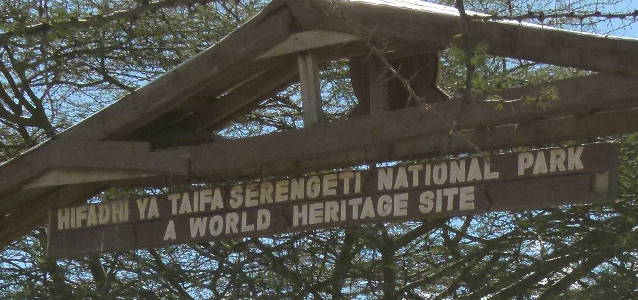 HIFADHI YA TAIFA SERENGETI NATIONAL PARK
A WORLD HERITAGE SITE